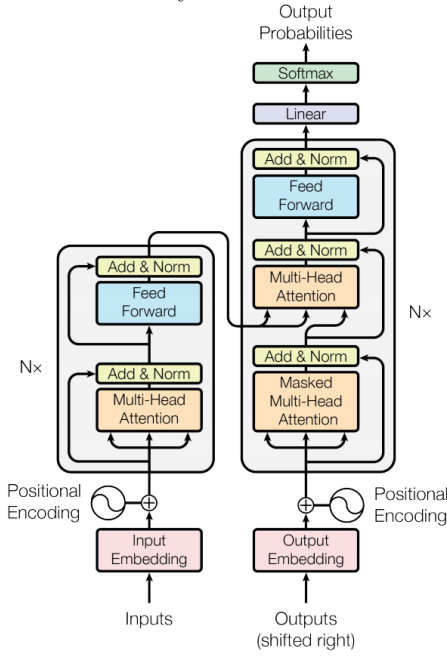 Output
Probabilities
Softmax
Linear
Add & Norm
Feed
Forward
Add & Norm
Multi-Head
Attention
Add & Norm
Masked
Multi-Head
Attention
N×
Positional
Encoding
Output
Embedding
Outputs
(shifted right)
Add & Norm
Feed
Forward
Add & Norm
Multi-Head
Attention
N×
Positional
Encoding
Input
Embedding
Inputs